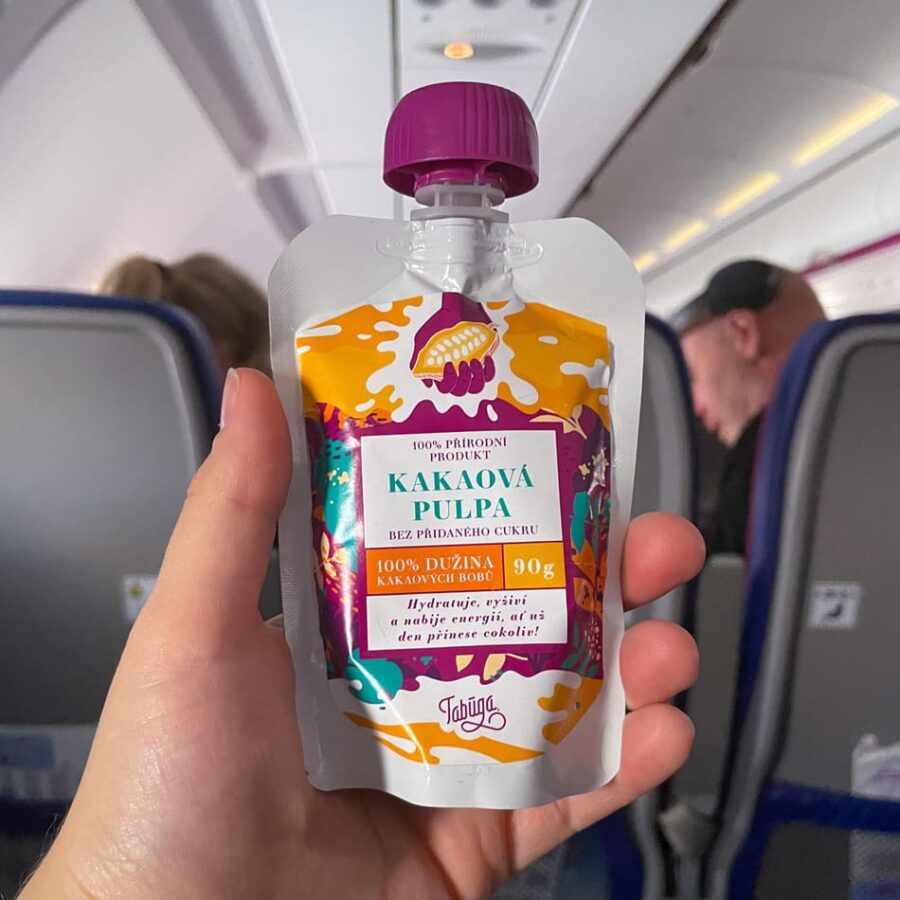 100% PŘÍRODNÍ
PRODUKT
KAKAOVÁ
PULPA
BEZ PŘIDANÉHO CUKRU
100% DUŽINA
KAKAOVÝCH BOBŮ
90g
Hydratuje, vyživí
a nabije energií, ať už
den přinese cokoliv!
Tabūga